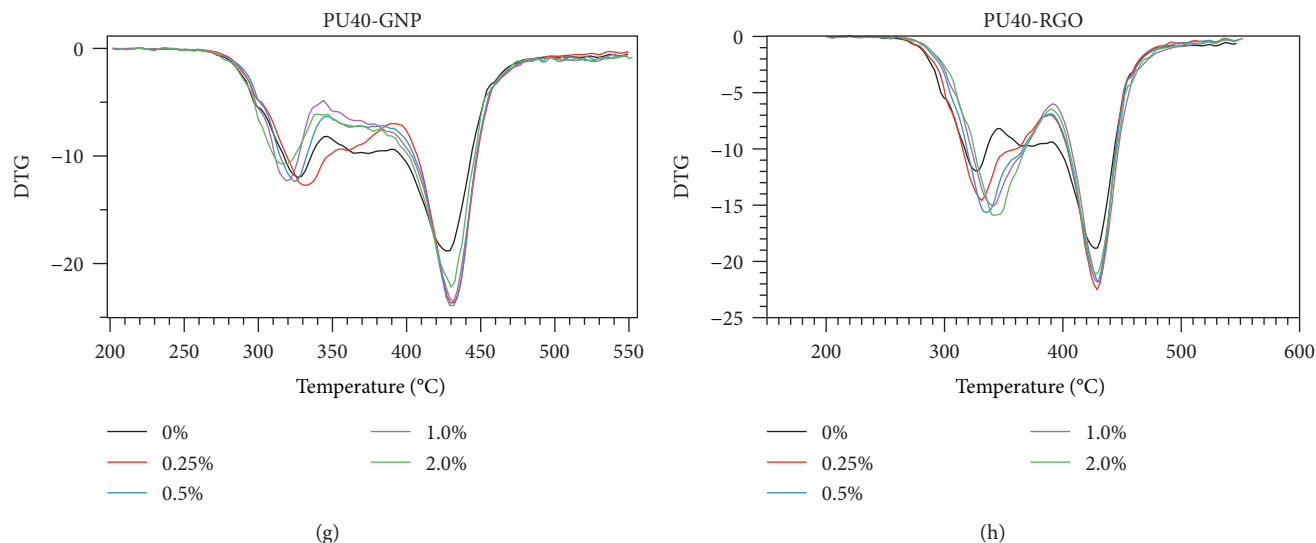 PU40-GNP
0
−10
−20
DTG
200 250 300 350 400 450 500 550
Temperature (°C)
0%
0.25%
0.5%
1.0%
2.0%
(g)
PU40-RGO
0
−5
−10
−15
−20
−25
DTG
200 300 400 500 600
Temperature (°C)
0%
0.25%
0.5%
1.0%
2.0%
(h)